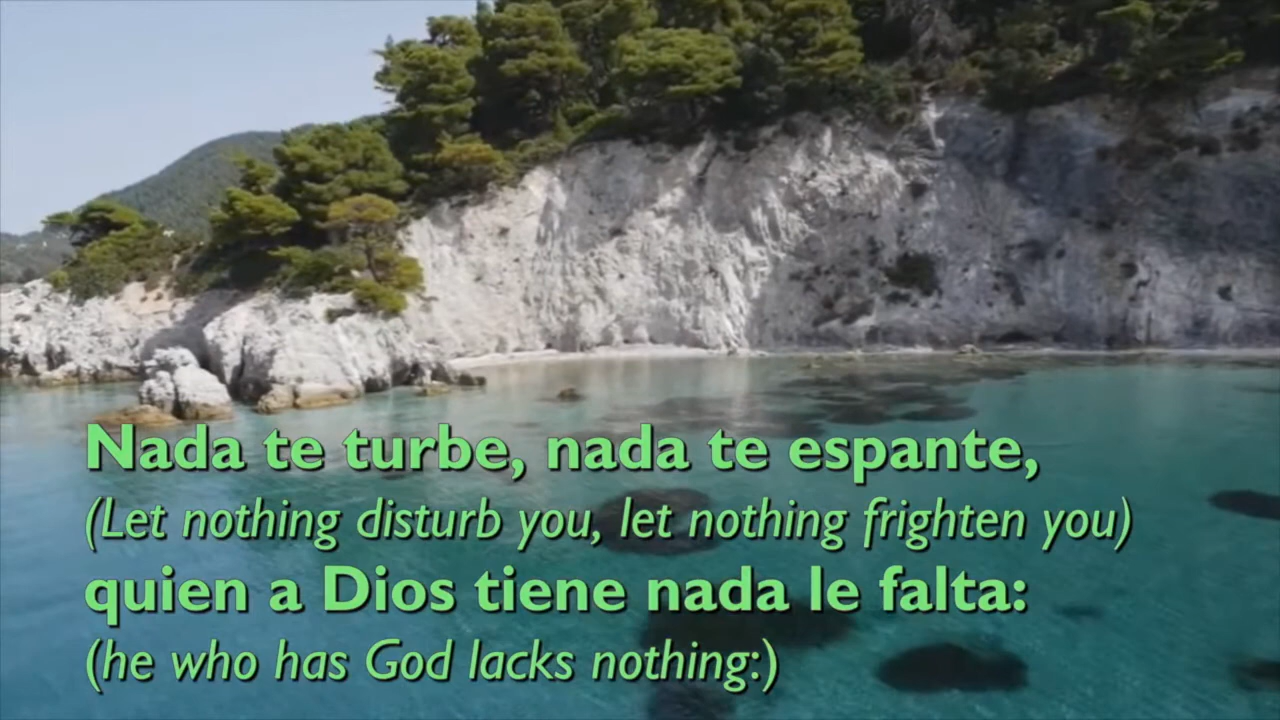 Nada te turbe, nada te espante,
(Let nothing disturb you, let nothing frighten you)
quien a Dios tiene nada le falta:
(he who has God lacks nothing:)